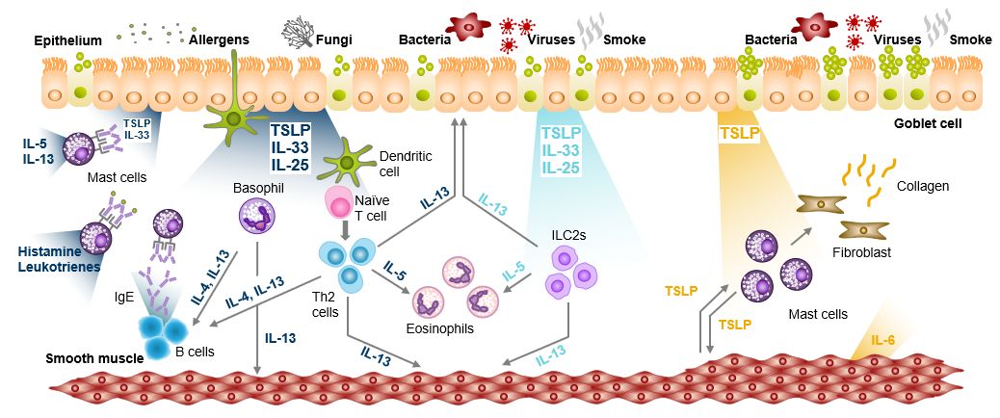 Epithelium
Allergens
Fungi
Bacteria
Viruses
Smoke
Bacteria
Viruses
Smoke
Goblet cell
TSLP
IL-33
IL-5
IL-13
Mast cells
TSLP
IL-33
IL-25
Dendritic
cell
TSLP
IL-33
IL-25
TSLP
Collagen
Basophil
Naïve
T cell
IL-13
IL-13
Fibroblast
Histamine
Leukotrienes
IgE
IL-4, IL-13
IL-4, IL-13
Th2
cells
IL-5
Eosinophils
IL-5
ILC2s
TSLP
TSLP
Mast cells
B cells
IL-13
IL-13
IL-13
IL-6
Smooth muscle